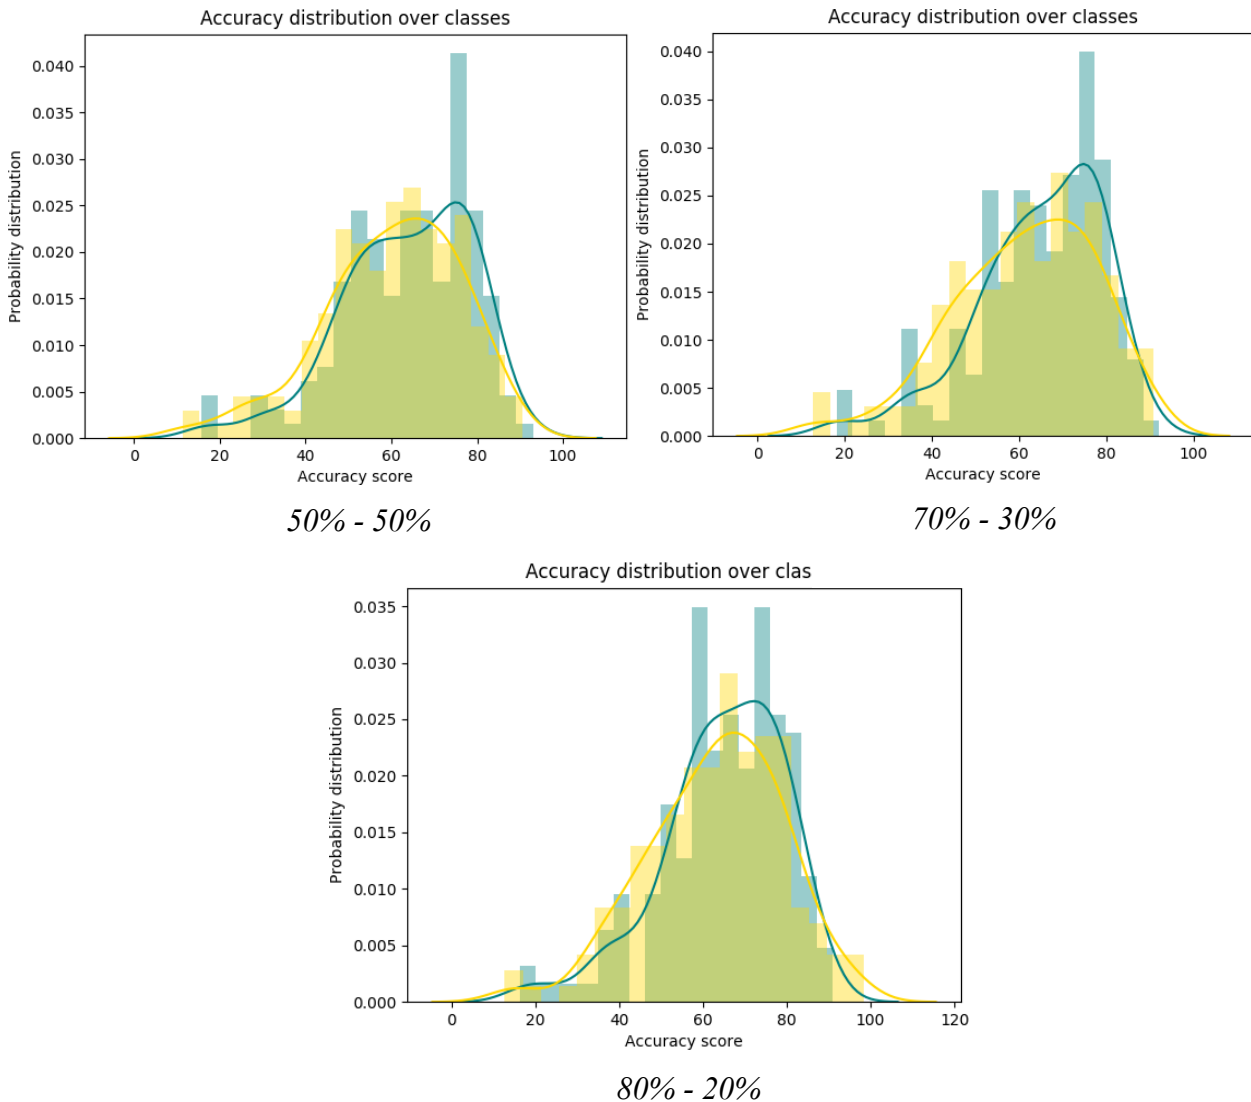 Accuracy distribution over classes
0.040
0.035
0.030
0.025
0.020
0.015
0.010
0.005
0.000
Probability distribution
0 20 40 60 80 100
Accuracy score
50% - 50%
Accuracy distribution over classes
0.040
0.035
0.030
0.025
0.020
0.015
0.010
0.005
0.000
Probability distribution
0 20 40 60 80 100
Accuracy score
70% - 30%
Accuracy distribution over clas
0.035
0.030
0.025
0.020
0.015
0.010
0.005
0.000
Probability distribution
0 20 40 60 80 100 120
Accuracy score
80% - 20%